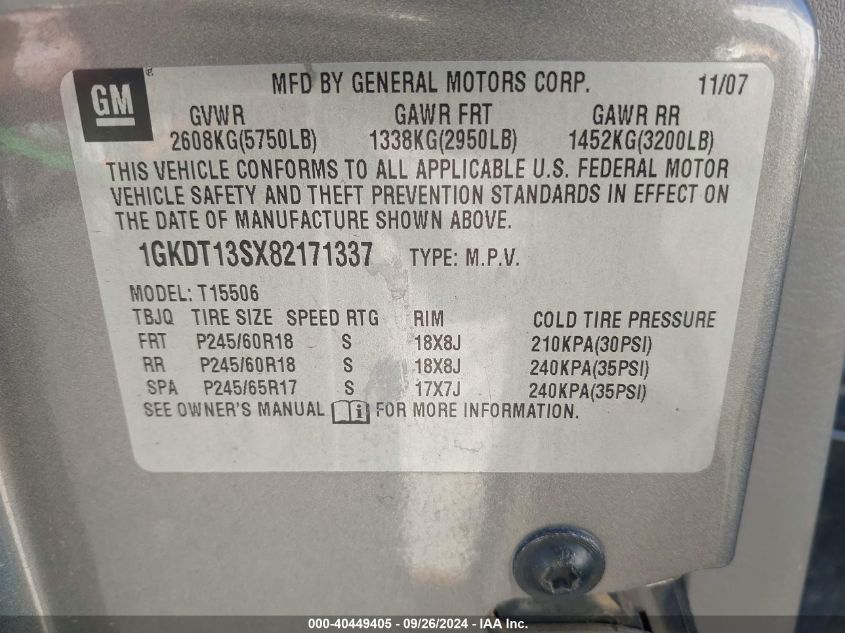 GM ®
MFD BY GENERAL MOTORS CORP. 11/07
GVWR GAWR FRT GAWR RR
2608KG(5750LB) 1338KG(2950LB) 1452KG(3200LB)
THIS VEHICLE CONFORMS TO ALL APPLICABLE U.S. FEDERAL MOTOR
VEHICLE SAFETY AND THEFT PREVENTION STANDARDS IN EFFECT ON
THE DATE OF MANUFACTURE SHOWN ABOVE.
1GKDT13SX82171337 TYPE: M.P.V.
MODEL: T15506
TBJQ TIRE SIZE SPEED RTG RIM COLD TIRE PRESSURE
FRT P245/60R18 S 18X8J 210KPA(30PSI)
RR P245/60R18 S 18X8J 240KPA(35PSI)
SPA P245/65R17 S 17X7J 240KPA(35PSI)
SEE OWNER'S MANUAL i FOR MORE INFORMATION.
000-40449405 - 09/26/2024 - IAA Inc.